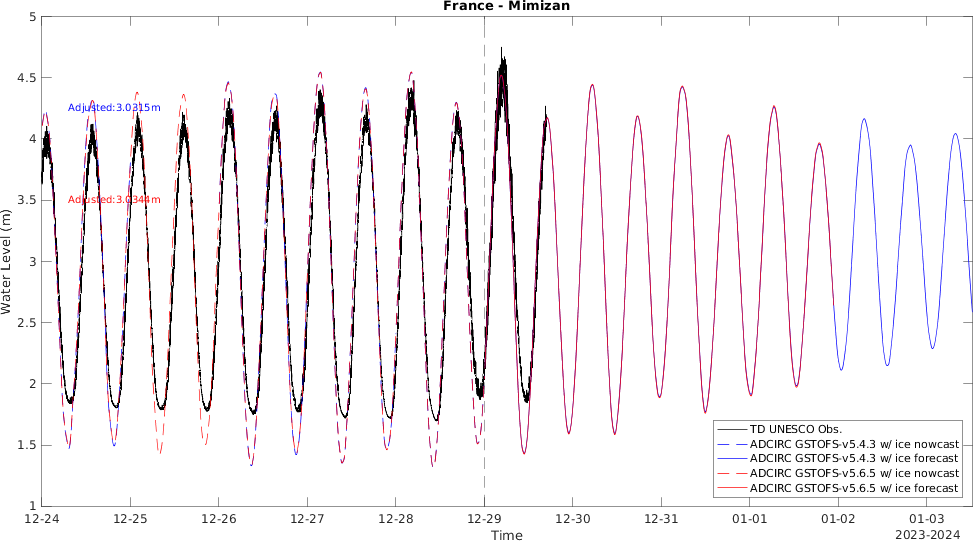 France - Mimizan
5
4.5
4
3.5
3
2.5
2
1.5
1
Water Level (m)
Adjusted:3.0315m
Adjusted:3.0344m
TD UNESCO Obs.
ADCIRC GSTOFS-v5.4.3 w/ ice nowcast
ADCIRC GSTOFS-v5.4.3 w/ ice forecast
ADCIRC GSTOFS-v5.6.5 w/ ice nowcast
ADCIRC GSTOFS-v5.6.5 w/ ice forecast
12-24 12-25 12-26 12-27 12-28 12-29 12-30 12-31 01-01 01-02 01-03
Time
2023-2024